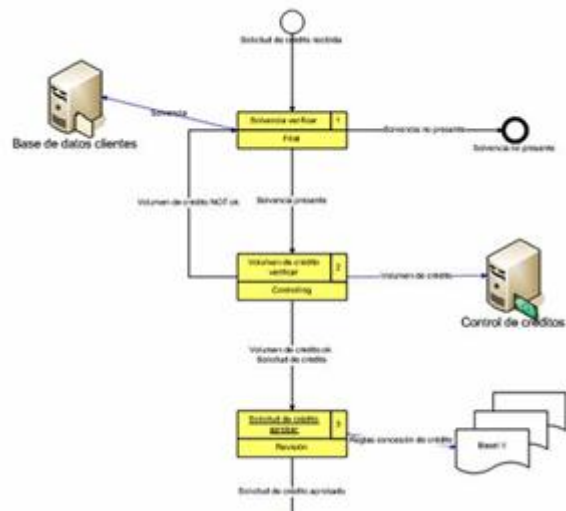 Solicitud de crédito recibida
Solvencia
Base de datos clientes
Solvencia verificar
1
Filial
Solvencia no presente
Solvencia no presente
Volumen de crédito NOT ok
Solvencia presente
Volumen de crédito
verificar
2
Controlling
Volumen de crédito
Control de créditos
Volumen de crédito ok
Solicitud de crédito
Solicitud de crédito
aprobar
3
Revisión
Reglas concesión de crédito
Basel II
Solicitud de crédito aprobado